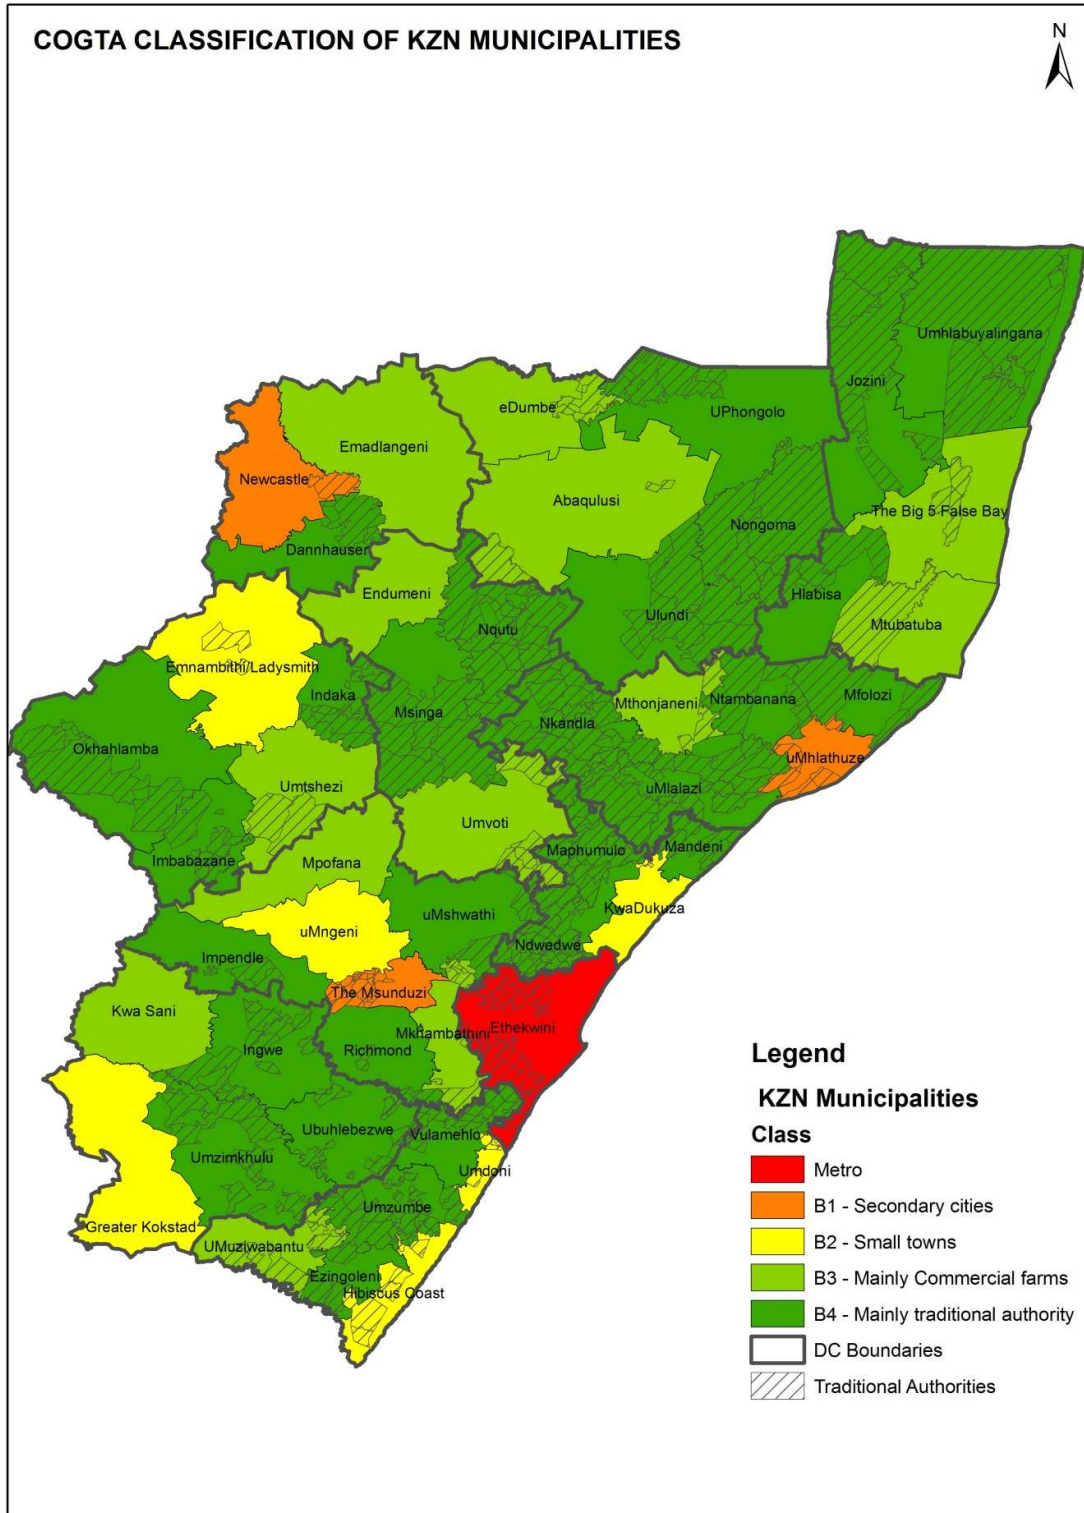 COGTA CLASSIFICATION OF KZN MUNICIPALITIES
N
Umhlabuyalingana
Jozini
eDumbe
UPhongolo
Emadlangeni
Newcastle
Abaqulusi
The Big 5 False Bay
Nongoma
Dannhauser
Endumeni
Hlabisa
Ulundi
Mtubatuba
Nqutu
Emnambithi/Ladysmith
Indaka
Mthonjaneni
Ntambanana
Mfolozi
Msinga
Nkandla
Okhahlamba
uMhlathuze
Umtshezi
uMlalazi
Umvoti
Maphumulo
Mandeni
Imbabazane
Mpofana
KwaDukuza
uMshwathi
uMngeni
Ndwedwe
Impendle
The Msunduzi
Kwa Sani
Mkhambathini
Ethekwini
Ingwe
Richmond
Ubuhlebezwe
Vulamehlo
Umzimkhulu
Umdoni
Umzumbe
Greater Kokstad
UMuziwabantu
Ezingoleni
Hibiscus Coast
Legend
KZN Municipalities
Class
Metro
B1 - Secondary cities
B2 - Small towns
B3 - Mainly Commercial farms
B4 - Mainly traditional authority
DC Boundaries
Traditional Authorities